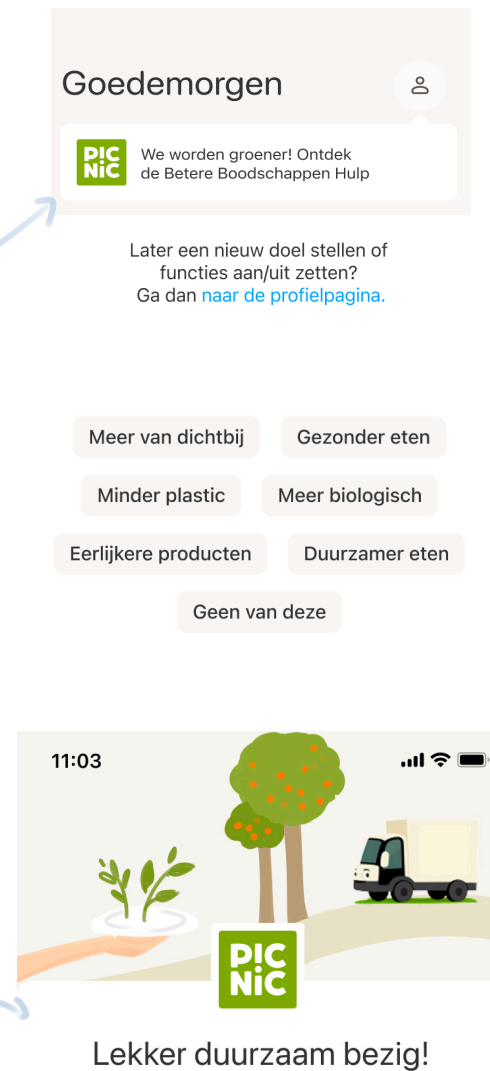 Goedemorgen
PIC
NiC
We worden groener! Ontdek
de Betere Boodschappen Hulp
Later een nieuw doel stellen of
functies aan/uit zetten?
Ga dan naar de profielpagina.
Meer van dichtbij
Gezonder eten
Minder plastic
Meer biologisch
Eerlijkere producten
Duurzamer eten
Geen van deze
11:03
PIC
NiC
Lekker duurzaam bezig!